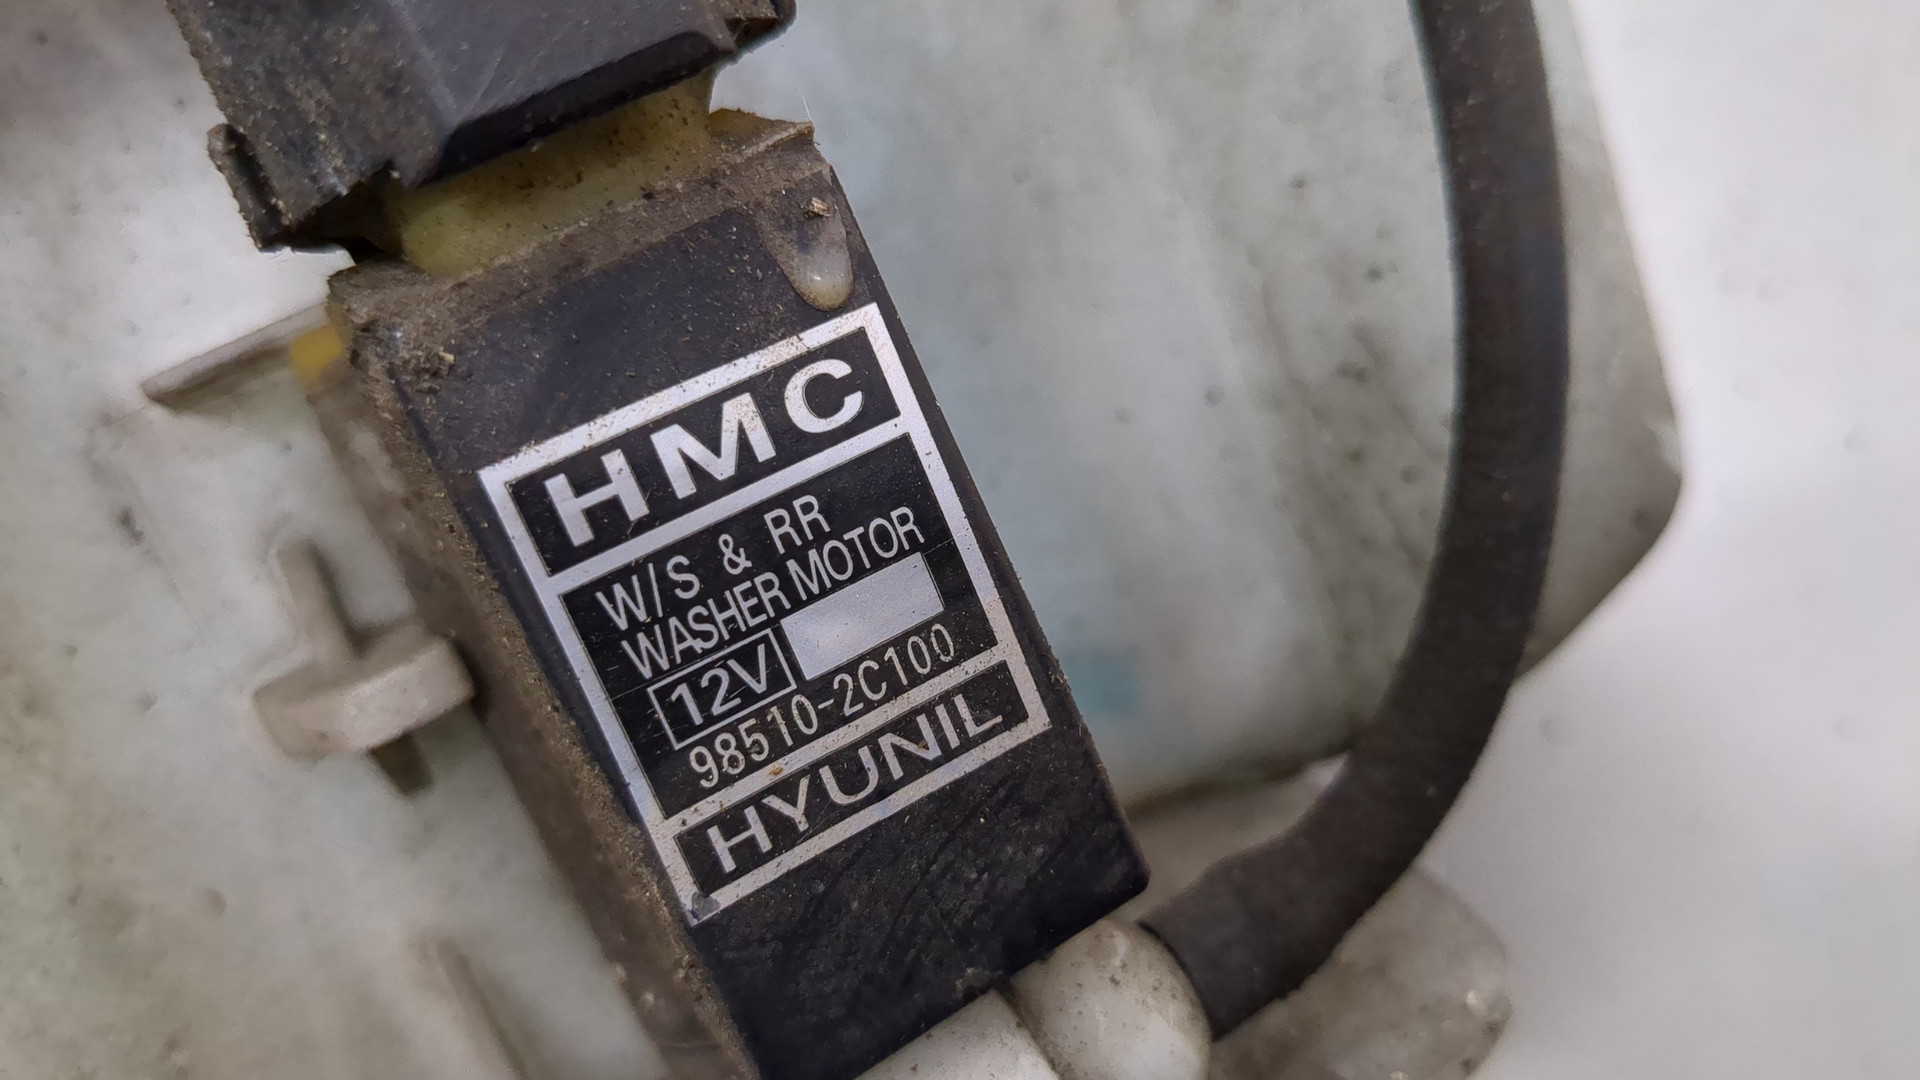 HMC
W/S & RR
WASHER MOTOR
12V
98510-2C100
HYUNIL